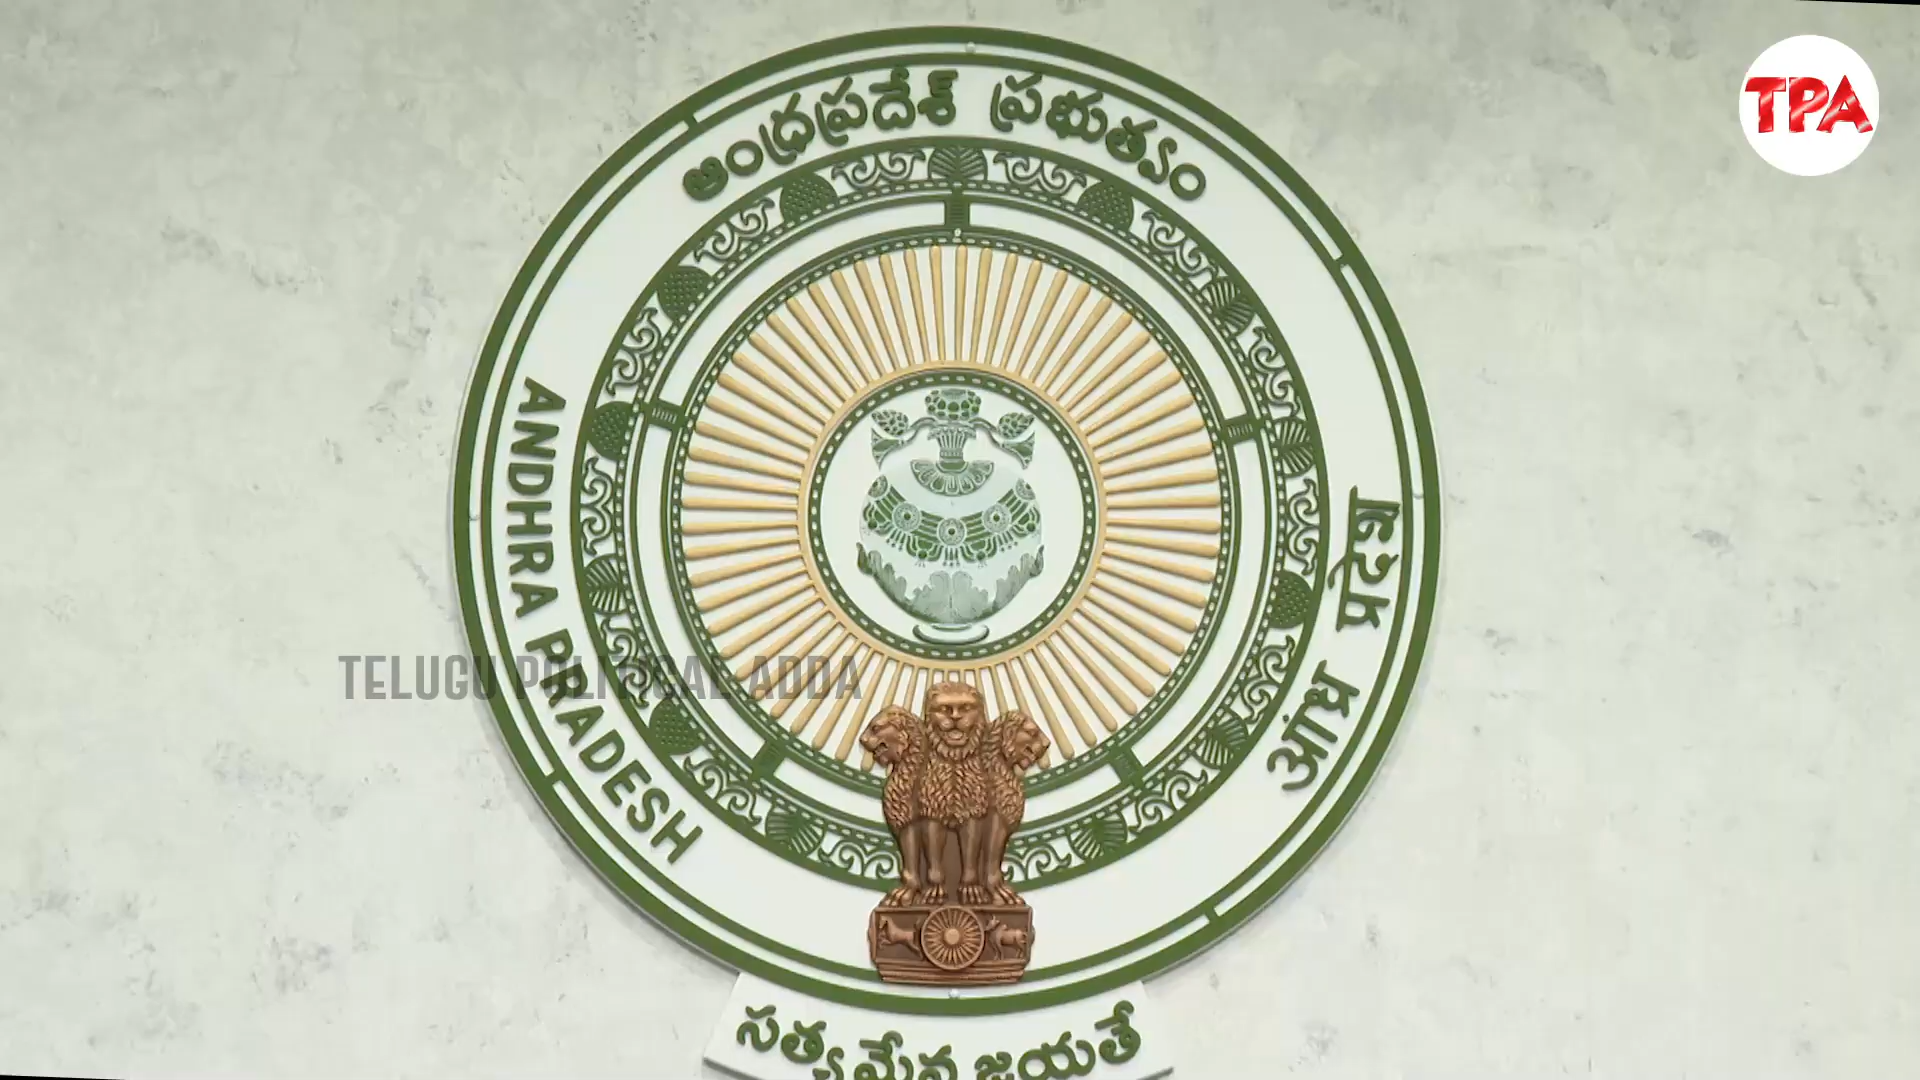 TPA
ఆంధ్రప్రదేశ్ ప్రభుత్వం
ANDHRA PRADESH
आंध्र प्रदेश
TELUGU POLITICAL ADDA
సత్యమేవ జయతే